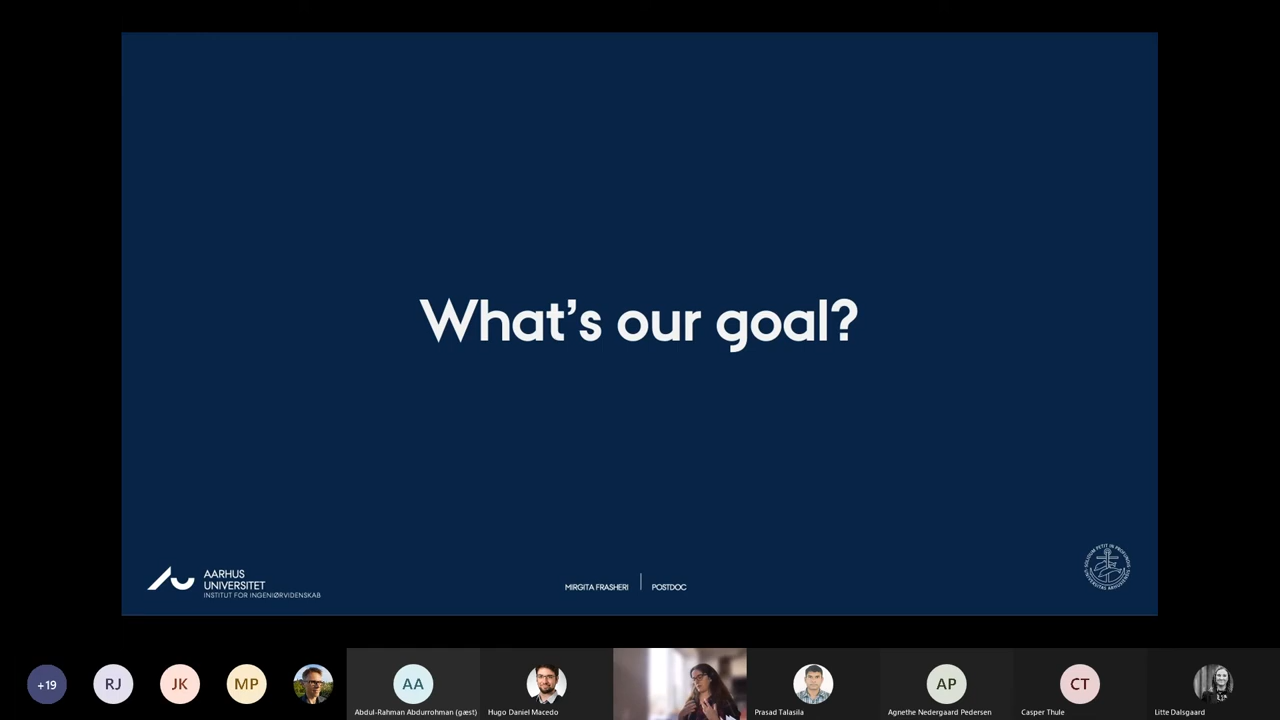 What's our goal?
AARHUS
UNIVERSITET
INSTITUT FOR INGENIØRVIDENSKAB
MIRGITA FRASHERI
POSTDOC
+19
RJ
JK
MP
AA
Abdul-Rahman Abdurrohman (gæst)
Hugo Daniel Macedo
Prasad Talasila
AP
Agnethe Nedergaard Pedersen
CT
Casper Thule
Litte Dalsgaard